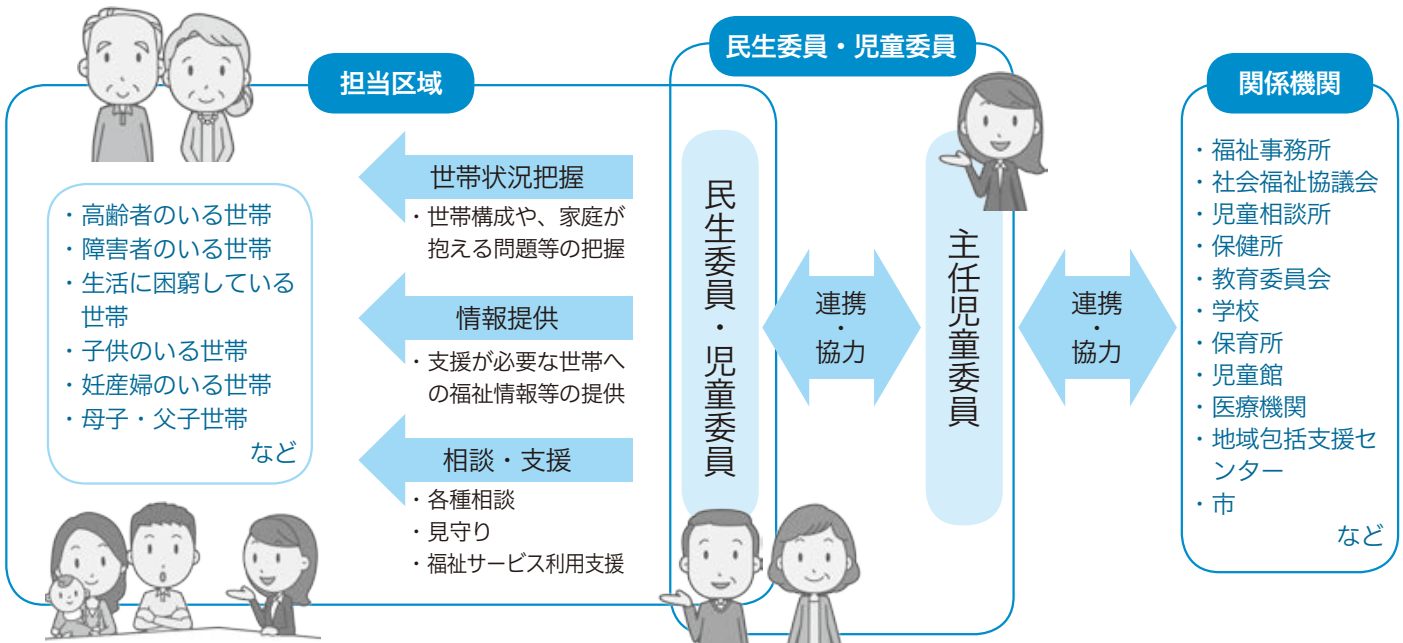 担当区域
・高齢者のいる世帯
・障害者のいる世帯
・生活に困窮している
世帯
・子供のいる世帯
・妊産婦のいる世帯
・母子・父子世帯
など
世帯状況把握
・世帯構成や、家庭が
抱える問題等の把握
情報提供
・支援が必要な世帯へ
の福祉情報等の提供
相談・支援
・各種相談
・見守り
・福祉サービス利用支援
民生委員・児童委員
民生委員・児童委員
連携
・
協力
主任児童委員
連携
・
協力
関係機関
・福祉事務所
・社会福祉協議会
・児童相談所
・保健所
・教育委員会
・学校
・保育所
・児童館
・医療機関
・地域包括支援セ
ンター
・市
など